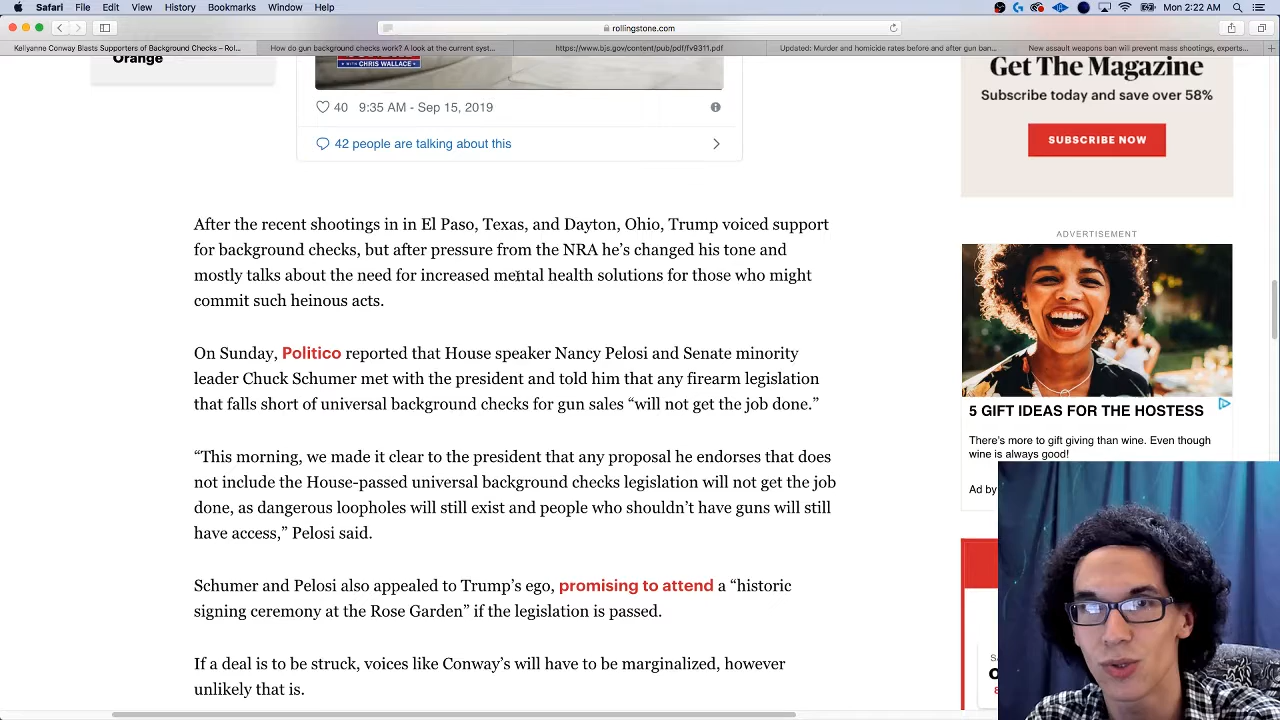 Safari File Edit View History Bookmarks Window Help Mon 2:22 AM
rollingstone.com
Kellyanne Conway Blasts Supporters of Background Checks – Rol...
How do gun background checks work? A look at the current syst...
https://www.bjs.gov/content/pub/pdf/fv9311.pdf
Updated: Murder and homicide rates before and after gun ban...
New assault weapons ban will prevent mass shootings, experts...
Orange
WITH CHRIS WALLACE
40 9:35 AM - Sep 15, 2019
42 people are talking about this
After the recent shootings in in El Paso, Texas, and Dayton, Ohio, Trump voiced support
for background checks, but after pressure from the NRA he’s changed his tone and
mostly talks about the need for increased mental health solutions for those who might
commit such heinous acts.
On Sunday, Politico reported that House speaker Nancy Pelosi and Senate minority
leader Chuck Schumer met with the president and told him that any firearm legislation
that falls short of universal background checks for gun sales “will not get the job done.”
“This morning, we made it clear to the president that any proposal he endorses that does
not include the House-passed universal background checks legislation will not get the job
done, as dangerous loopholes will still exist and people who shouldn’t have guns will still
have access,” Pelosi said.
Schumer and Pelosi also appealed to Trump’s ego, promising to attend a “historic
signing ceremony at the Rose Garden” if the legislation is passed.
If a deal is to be struck, voices like Conway’s will have to be marginalized, however
unlikely that is.
Get The Magazine
Subscribe today and save over 58%
SUBSCRIBE NOW
ADVERTISEMENT
5 GIFT IDEAS FOR THE HOSTESS
There's more to gift giving than wine. Even though
wine is always good!
Ad by